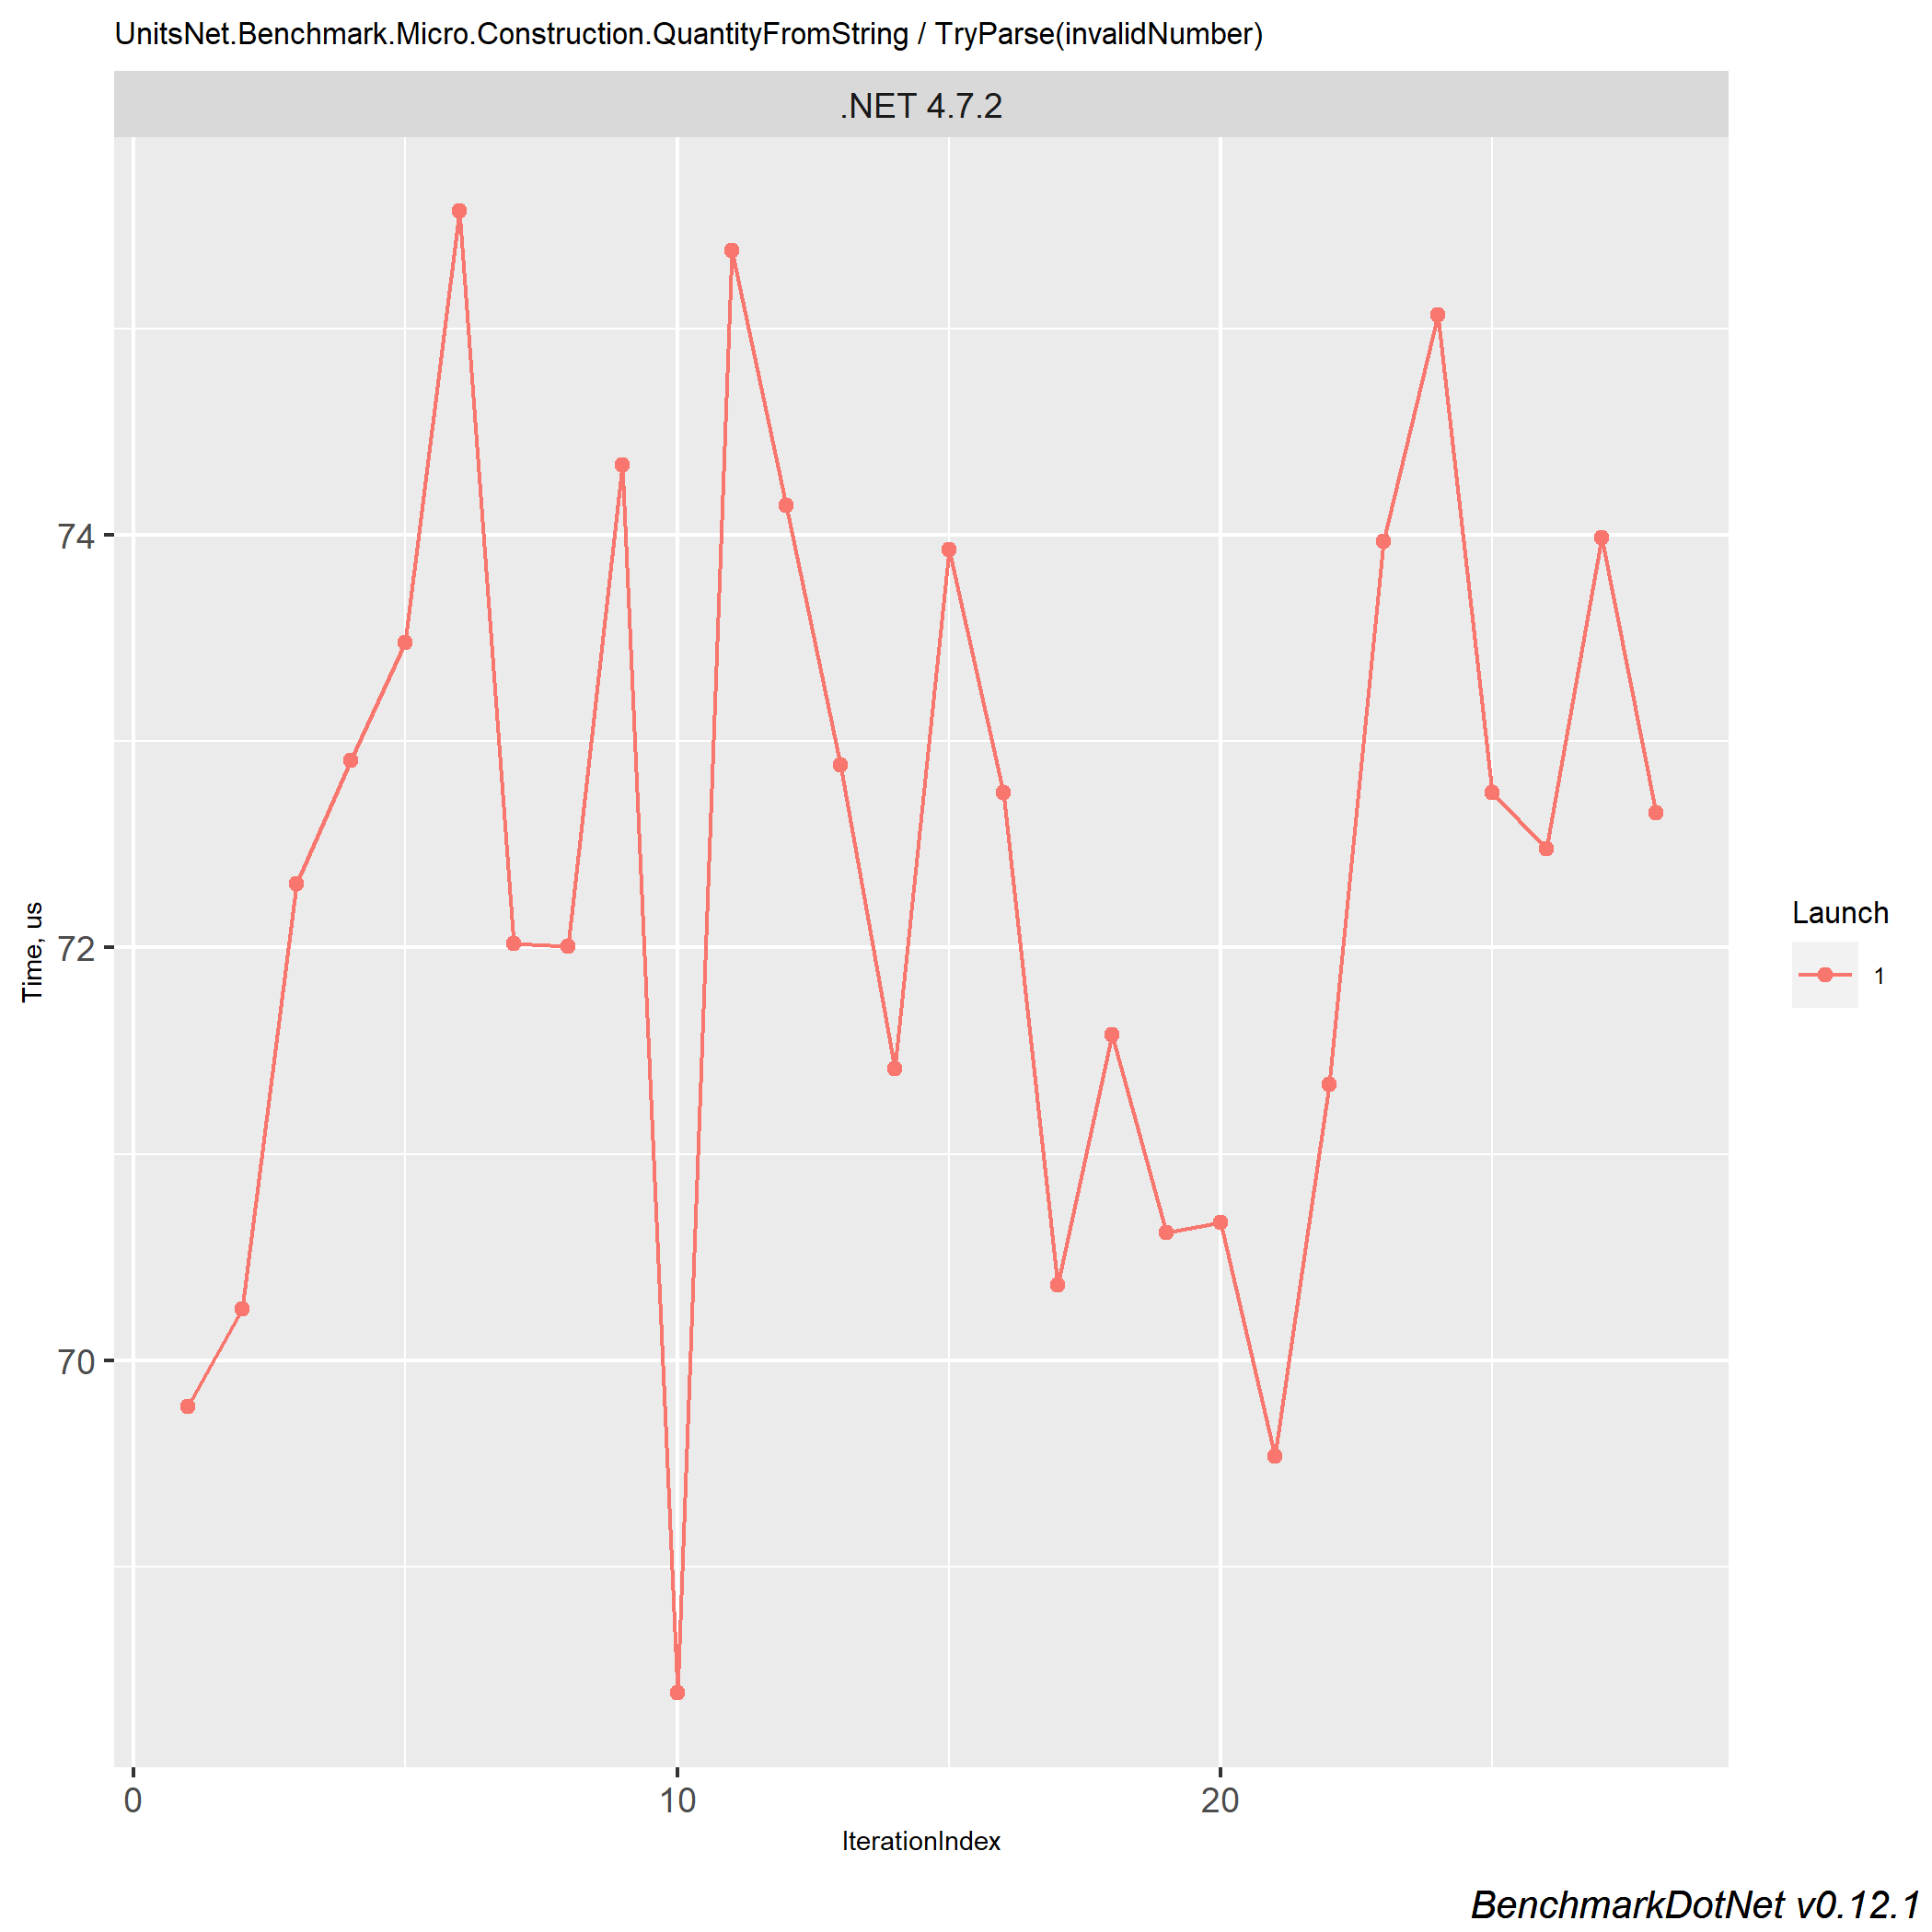 UnitsNet.Benchmark.Micro.Construction.QuantityFromString / TryParse(invalidNumber)
.NET 4.7.2
74
72
70
Time, us
0 10 20
IterationIndex
Launch
1
BenchmarkDotNet v0.12.1